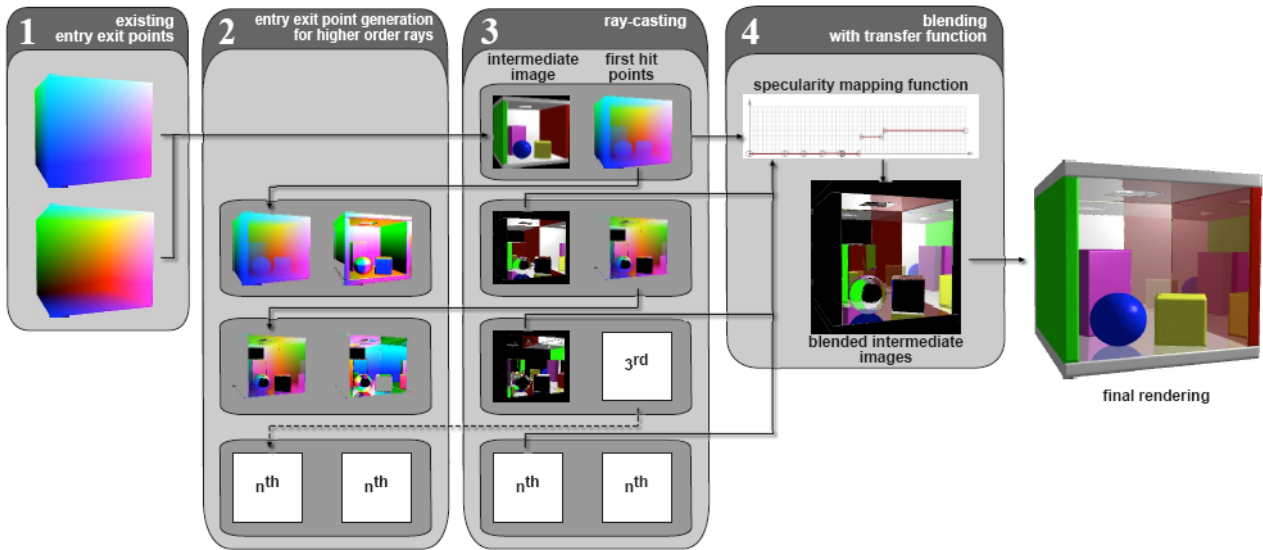 1
existing
entry exit points
2
entry exit point generation
for higher order rays
3
ray-casting
intermediate
image
first hit
points
3rd
nth
nth
nth
nth
4
blending
with transfer function
specularity mapping function
blended intermediate
images
final rendering